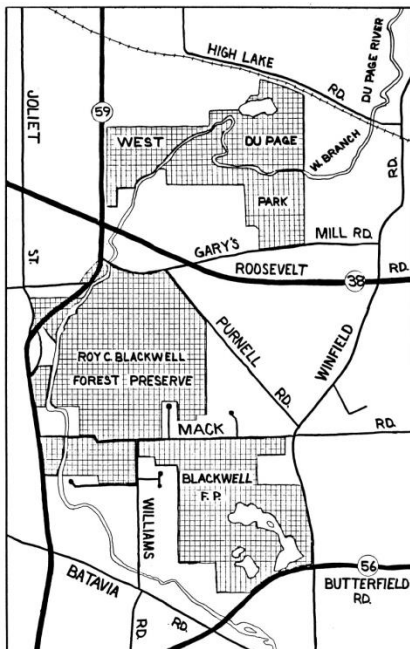 HIGH LAKE
RD.
DU PAGE RIVER
JOLIET
ST.
59
WEST
DU PAGE
W. BRANCH
PARK
RD.
GARY'S
MILL RD.
ROOSEVELT
38
RD.
ROY C. BLACKWELL
FOREST PRESERVE
PURNELL
RD.
WINFIELD
MACK
RD.
WILLIAMS
RD.
BLACKWELL
F.P.
BATAVIA
RD.
56
BUTTERFIELD
RD.